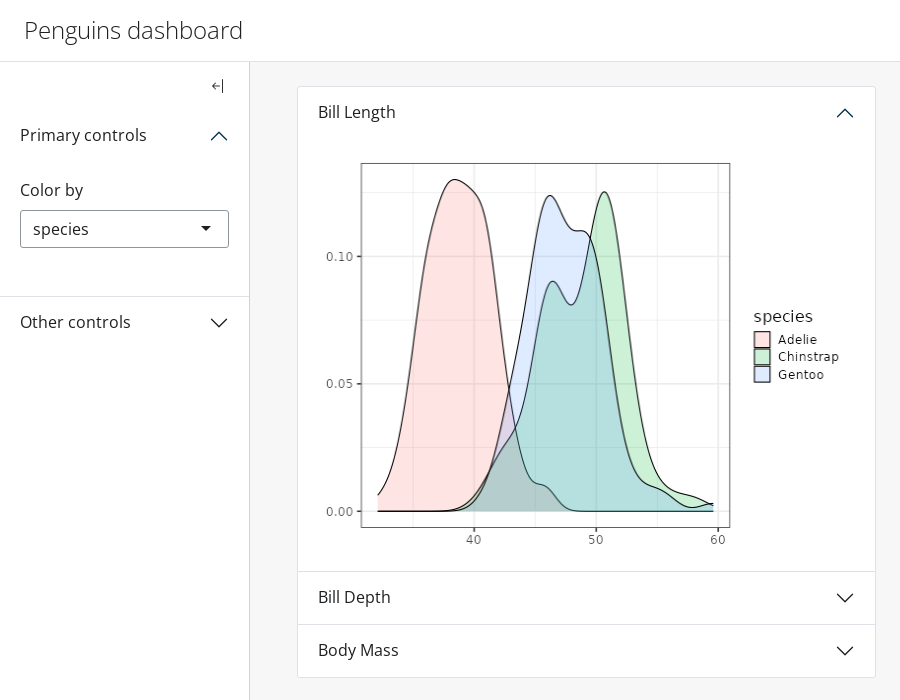 Penguins dashboard
Primary controls
Color by
species
Other controls
Bill Length
0.10
0.05
0.00
40 50 60
species
Adelie
Chinstrap
Gentoo
Bill Depth
Body Mass